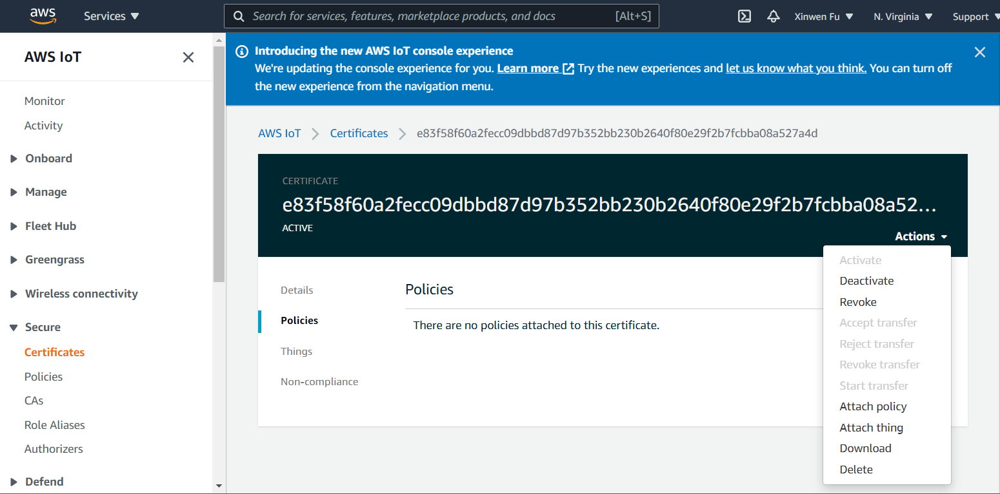 aws
Services
Search for services, features, marketplace products, and docs [Alt+S]
Xinwen Fu
N. Virginia
Support
AWS IoT
Monitor
Activity
Onboard
Manage
Fleet Hub
Greengrass
Wireless connectivity
Secure
Certificates
Policies
CAs
Role Aliases
Authorizers
Defend
Introducing the new AWS IoT console experience
We're updating the console experience for you. Learn more Try the new experiences and let us know what you think. You can turn off
the new experience from the navigation menu.
AWS IoT Certificates e83f58f60a2fecc09dbbd87d97b352bb230b2640f80e29f2b7fcbba08a527a4d
CERTIFICATE
e83f58f60a2fecc09dbbd87d97b352bb230b2640f80e29f2b7fcbba08a52...
ACTIVE
Actions
Activate
Deactivate
Revoke
Accept transfer
Reject transfer
Revoke transfer
Start transfer
Attach policy
Attach thing
Download
Delete
Details
Policies
Things
Non-compliance
Policies
There are no policies attached to this certificate.